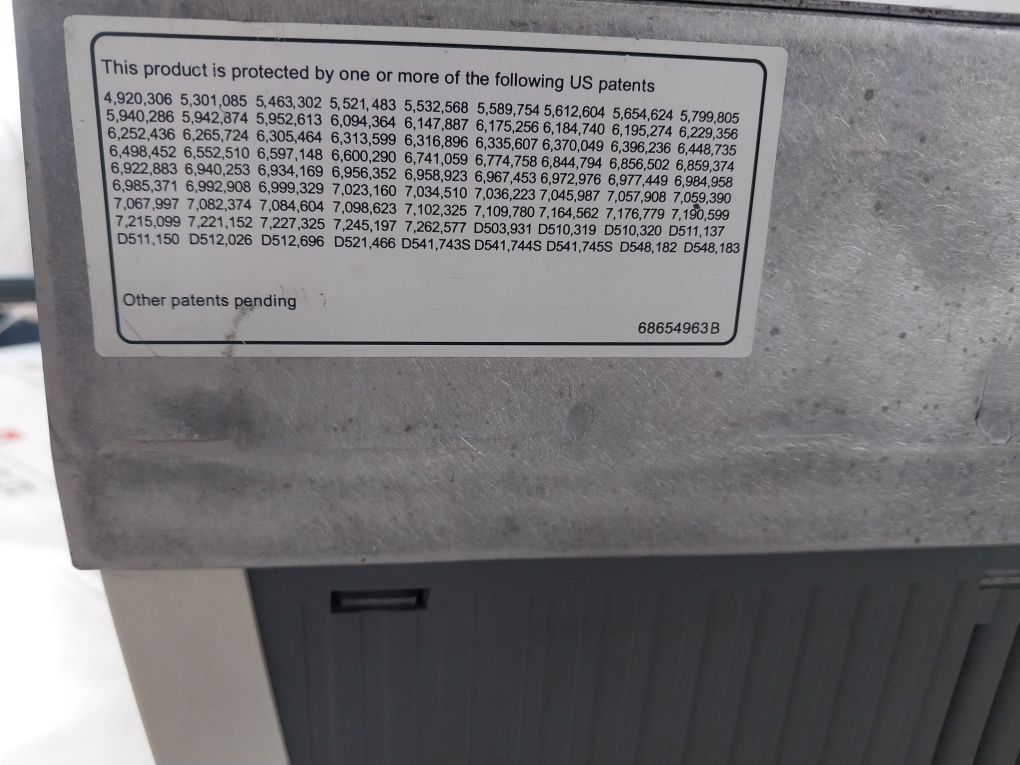 This product is protected by one or more of the following US patents
4,920,306 5,301,085 5,463,302 5,521,483 5,532,568 5,589,754 5,612,604 5,654,624 5,799,805
5,940,286 5,942,874 5,952,613 6,094,364 6,147,887 6,175,256 6,184,740 6,195,274 6,229,356
6,252,436 6,265,724 6,305,464 6,313,599 6,316,896 6,335,607 6,370,049 6,396,236 6,448,735
6,498,452 6,552,510 6,597,148 6,600,290 6,741,059 6,774,758 6,844,794 6,856,502 6,859,374
6,922,883 6,940,253 6,934,169 6,956,352 6,958,923 6,967,453 6,972,976 6,977,449 6,984,958
6,985,371 6,992,908 6,999,329 7,023,160 7,034,510 7,036,223 7,045,987 7,057,908 7,059,390
7,067,997 7,082,374 7,084,604 7,098,623 7,102,325 7,109,780 7,164,562 7,176,779 7,190,599
7,215,099 7,221,152 7,227,325 7,245,197 7,262,577 D503,931 D510,319 D510,320 D511,137
D511,150 D512,026 D512,696 D521,466 D541,743S D541,744S D541,745S D548,182 D548,183
Other patents pending
68654963B